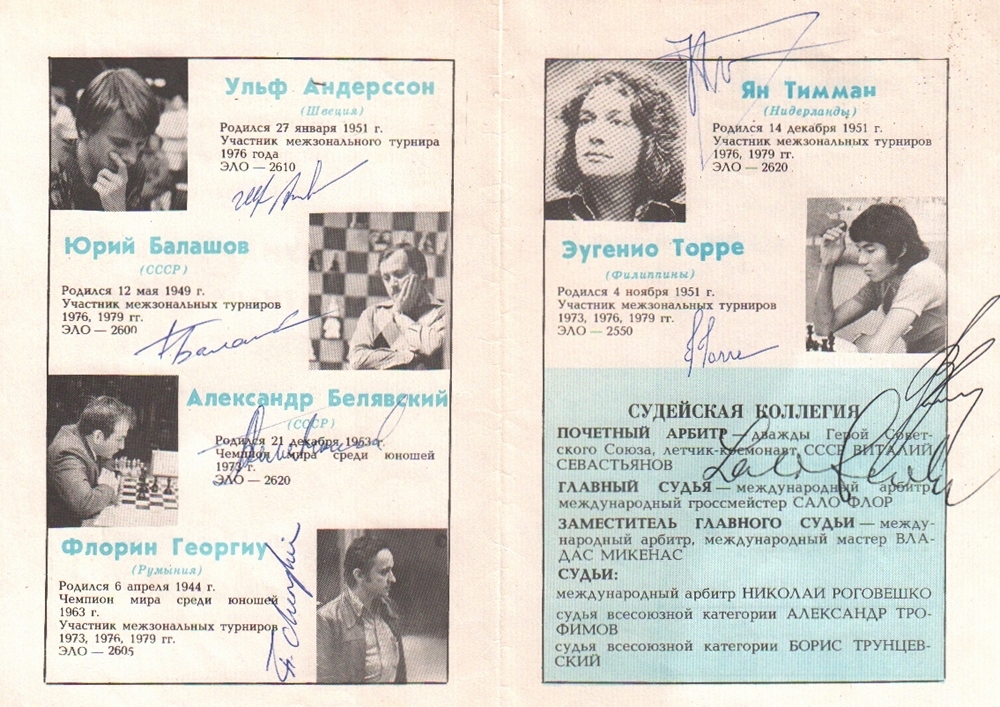 Ульф Андерссон
(Швеция)
Родился 27 января 1951 г.
Участник межзонального турнира
1976 года
ЭЛО — 2610
Юрий Балашов
(СССР)
Родился 12 мая 1949 г.
Участник межзональных турниров
1976, 1979 гг.
ЭЛО — 2600
Александр Белявский
(СССР)
Родился 21 декабря 1953 г.
Чемпион мира среди юношей
1973 г.
ЭЛО — 2620
Флорин Георгиу
(Румыния)
Родился 6 апреля 1944 г.
Чемпион мира среди юношей
1963 г.
Участник межзональных турниров
1973, 1976, 1979 гг.
ЭЛО — 2605
Ян Тимман
(Нидерланды)
Родился 14 декабря 1951 г.
Участник межзональных турниров
1976, 1979 гг.
ЭЛО — 2620
Эугенио Торре
(Филиппины)
Родился 4 ноября 1951 г.
Участник межзональных турниров
1973, 1976, 1979 гг.
ЭЛО — 2550
СУДЕЙСКАЯ КОЛЛЕГИЯ
ПОЧЕТНЫЙ АРБИТР — дважды Герой Совет-
ского Союза, летчик-космонавт СССР ВИТАЛИЙ
СЕВАСТЬЯНОВ
ГЛАВНЫЙ СУДЬЯ — международный арбитр,
международный гроссмейстер САЛО ФЛОР
ЗАМЕСТИТЕЛЬ ГЛАВНОГО СУДЬИ — между-
народный арбитр, международный мастер ВЛА-
ДАС МИКЕНАС
СУДЬИ:
международный арбитр НИКОЛАЙ РОГОВЕШКО
судья всесоюзной категории АЛЕКСАНДР ТРО-
ФИМОВ
судья всесоюзной категории БОРИС ТРУНЦЕВ-
СКИЙ